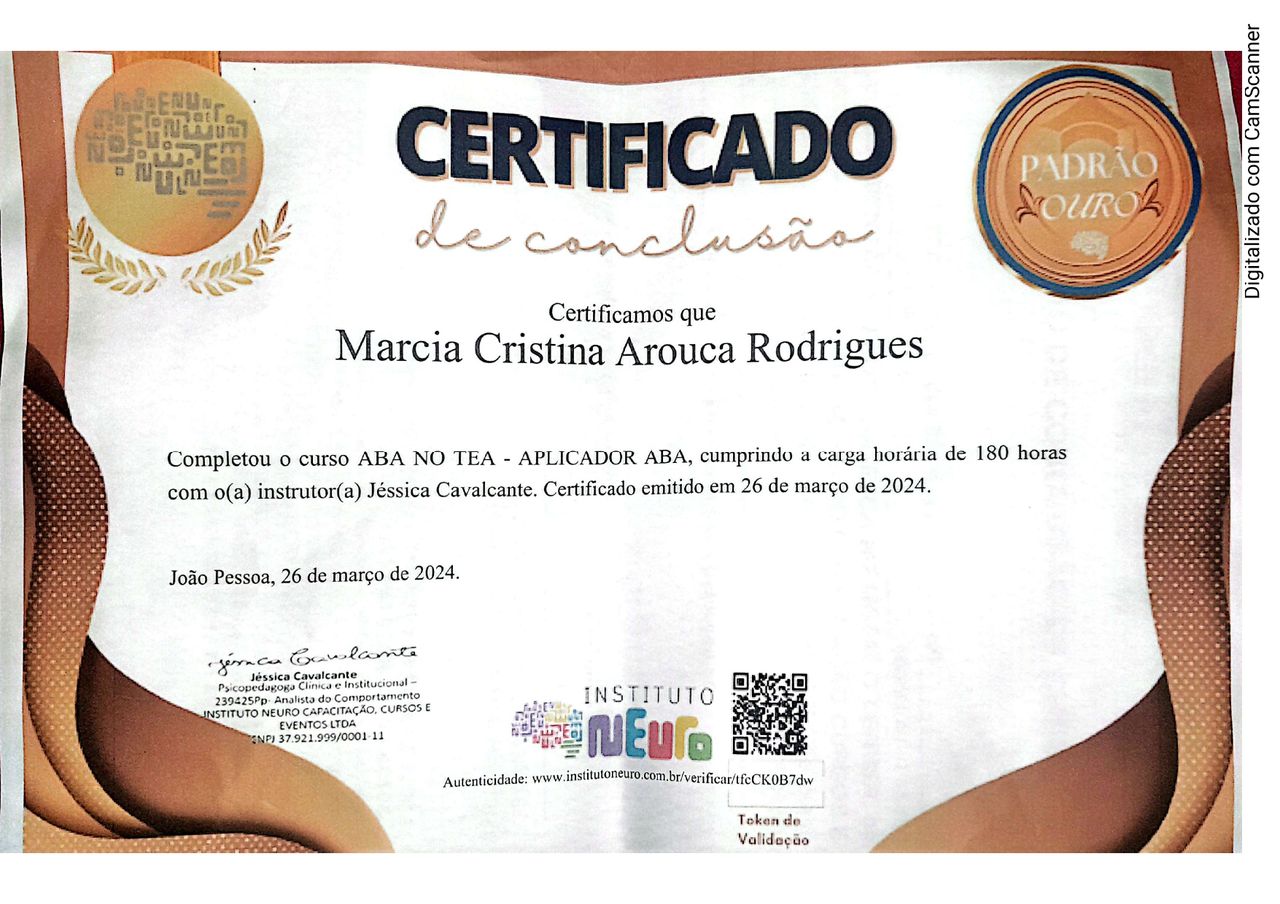 CERTIFICADO
de conclusão
PADRÃO
OURO
Certificamos que
Marcia Cristina Arouca Rodrigues
Completou o curso ABA NO TEA - APLICADOR ABA, cumprindo a carga horária de 180 horas
com o(a) instrutor(a) Jéssica Cavalcante. Certificado emitido em 26 de março de 2024.
João Pessoa, 26 de março de 2024.
Jéssica Cavalcante
Jéssica Cavalcante
Psicopedagoga Clínica e Institucional –
239425Pp- Analista do Comportamento
INSTITUTO NEURO CAPACITAÇÃO, CURSOS E
EVENTOS LTDA
CNPJ 37.921.999/0001-11
INSTITUTO
NEURO
Autenticidade: www.institutoneuro.com.br/verificar/tfcCK0B7dw
Token de
Validação
Digitalizado com CamScanner